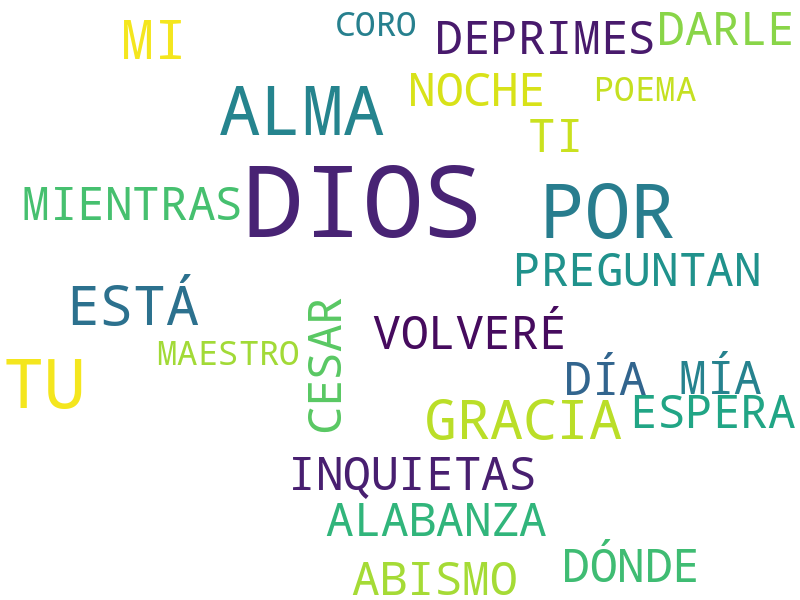 MI
CORO
DEPRIMES
DARLE
ALMA
NOCHE
POEMA
TI
MIENTRAS
DIOS
POR
PREGUNTAN
ESTÁ
CESAR
VOLVERÉ
MAESTRO
TU
DÍA
MÍA
GRACIA
ESPERA
INQUIETAS
ALABANZA
ABISMO
DÓNDE